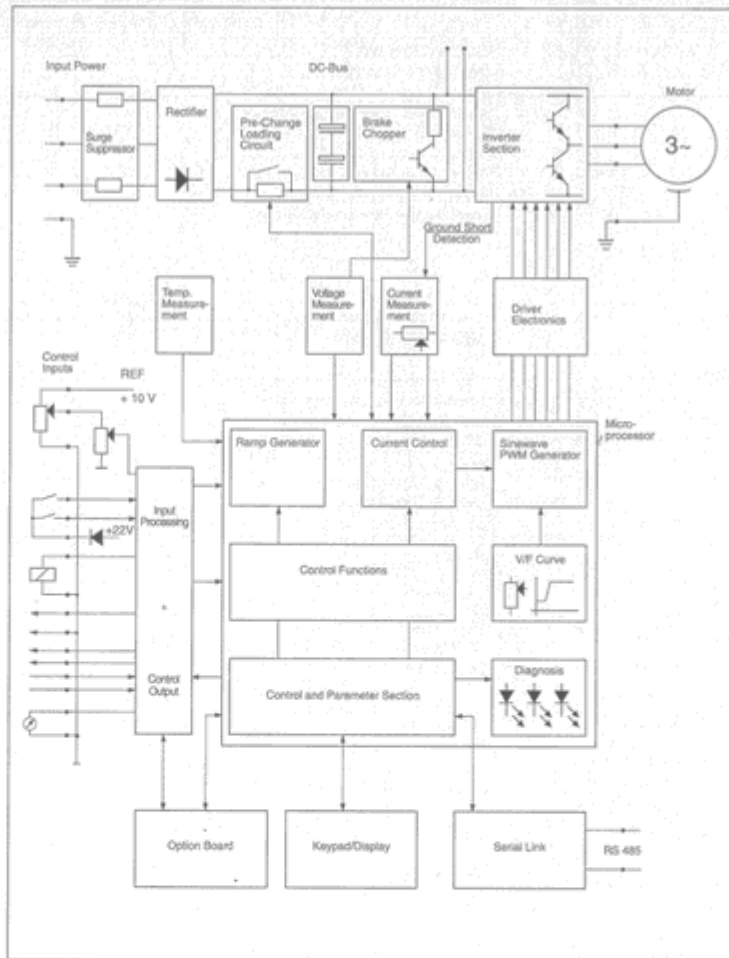 Input Power
DC-Bus
Motor
Surge
Suppressor
Rectifier
Pre-Change
Loading
Circuit
Brake
Chopper
Inverter
Section
3~
Ground Short
Detection
Temp.
Measure-
ment
Voltage
Measure-
ment
Current
Measure-
ment
Driver
Electronics
Control
Inputs
REF
+ 10 V
Micro-
processor
Ramp Generator
Current Control
Sinewave
PWM Generator
Input
Processing
+22V
Control Functions
V/F Curve
Control
Output
Control and Parameter Section
Diagnosis
Option Board
Keypad/Display
Serial Link
RS 485